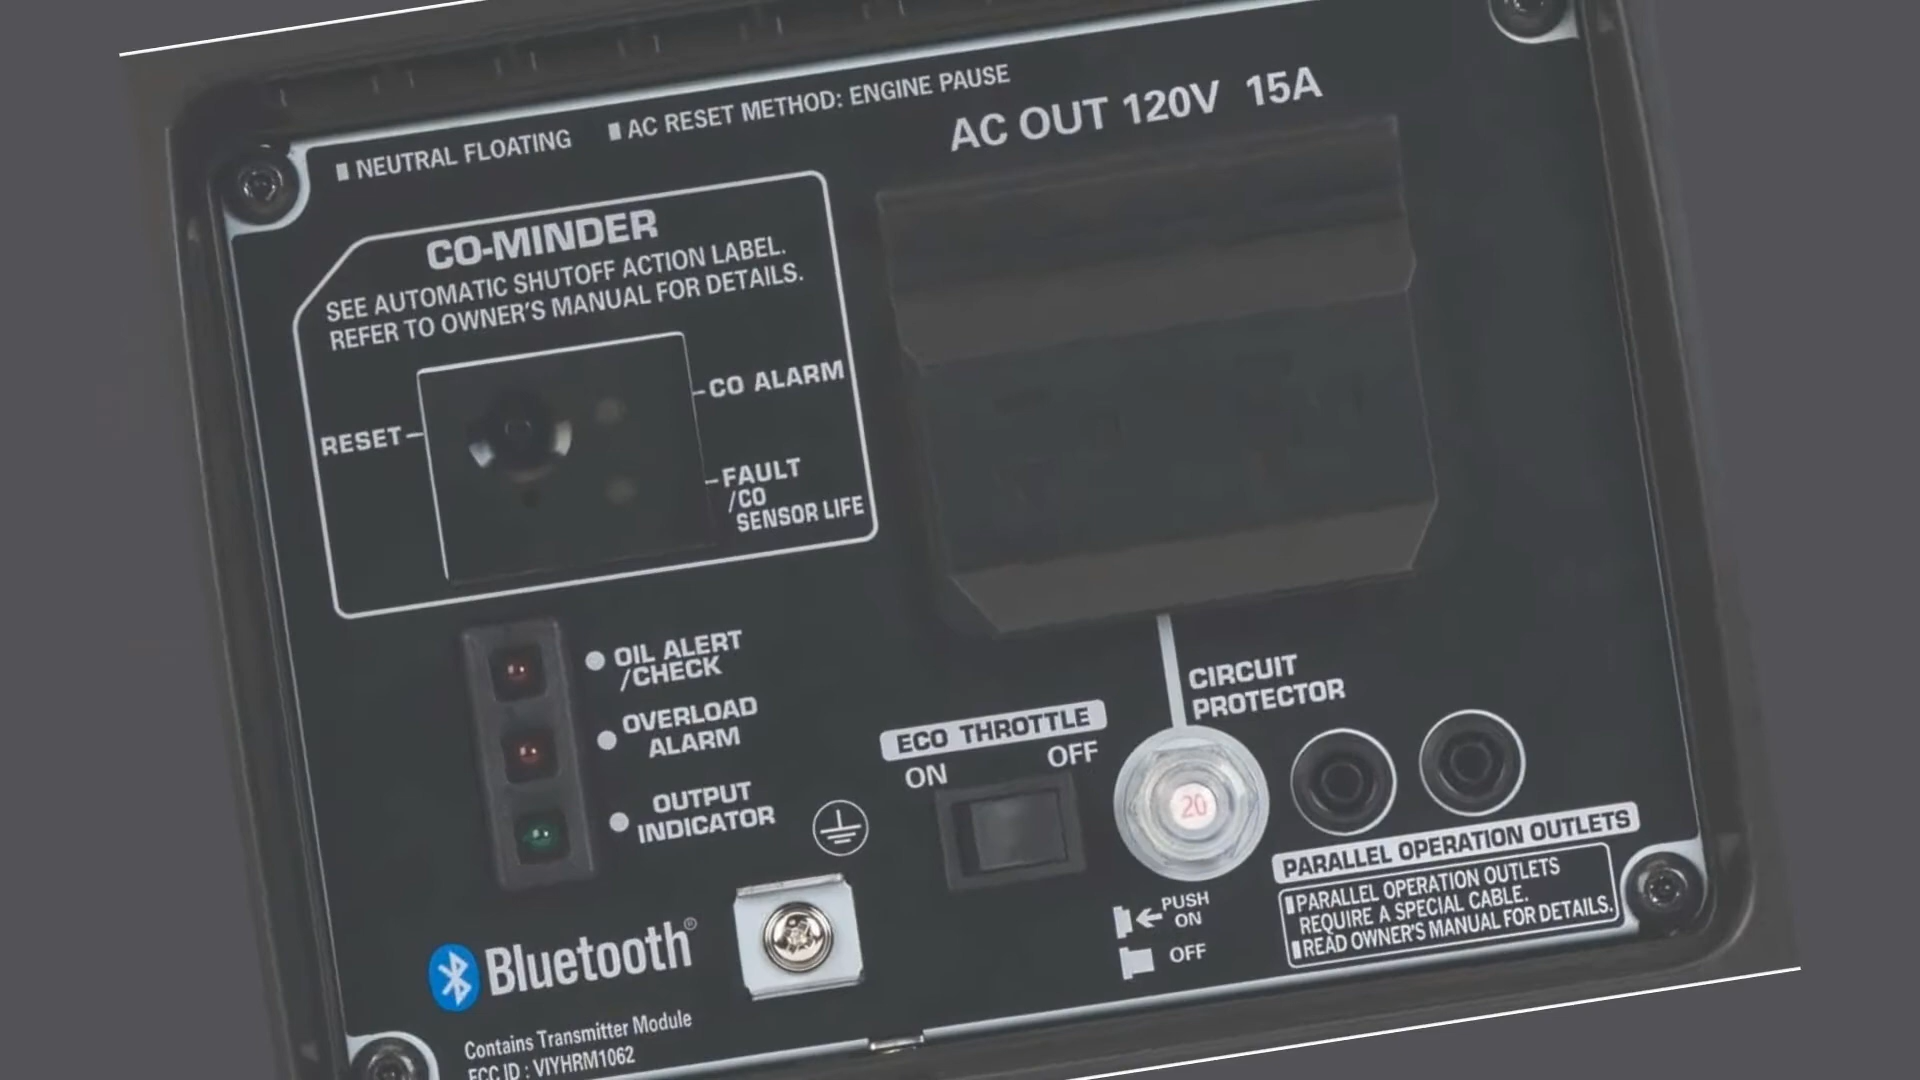 NEUTRAL FLOATING
AC RESET METHOD: ENGINE PAUSE
AC OUT 120V 15A
CO-MINDER
SEE AUTOMATIC SHUTOFF ACTION LABEL.
REFER TO OWNER'S MANUAL FOR DETAILS.
RESET
CO ALARM
FAULT
/CO
SENSOR LIFE
OIL ALERT
/CHECK
OVERLOAD
ALARM
OUTPUT
INDICATOR
CIRCUIT
PROTECTOR
ECO THROTTLE
ON
OFF
20
PUSH
ON
OFF
PARALLEL OPERATION OUTLETS
PARALLEL OPERATION OUTLETS
REQUIRE A SPECIAL CABLE.
READ OWNER'S MANUAL FOR DETAILS.
Bluetooth®
Contains Transmitter Module
FCC ID : VIYHRM1062